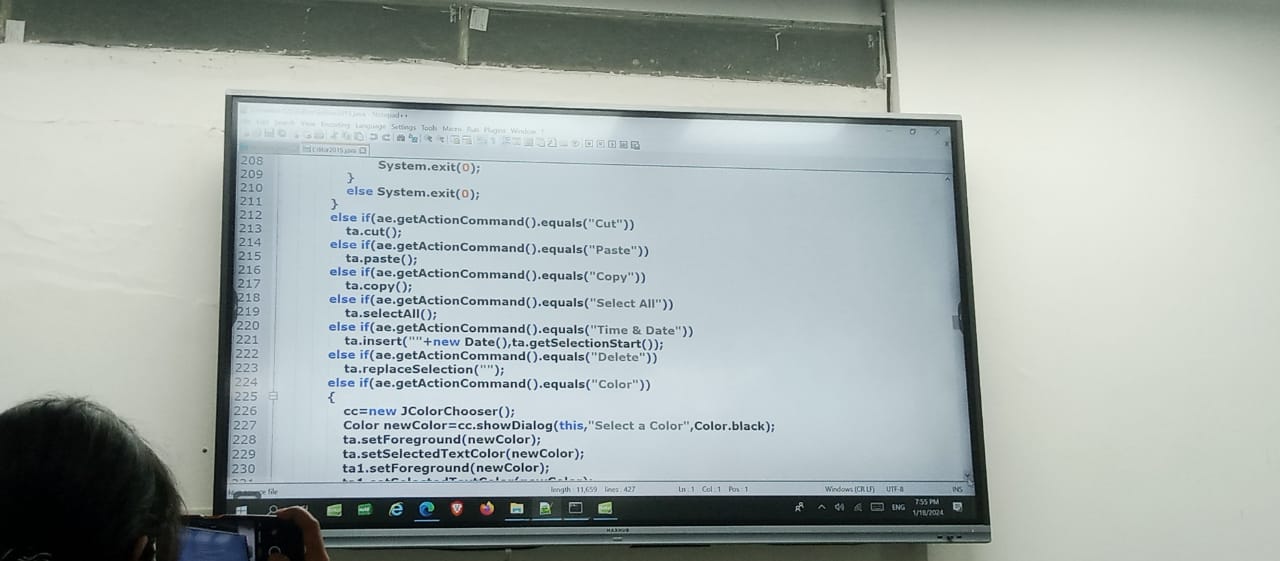 Notepad++
Search View Encoding Language Settings Tools Macro Run Plugins Window ?
Editor2015.java
208 System.exit(0);
209 }
210 else System.exit(0);
211 }
212 else if(ae.getActionCommand().equals("Cut"))
213 ta.cut();
214 else if(ae.getActionCommand().equals("Paste"))
215 ta.paste();
216 else if(ae.getActionCommand().equals("Copy"))
217 ta.copy();
218 else if(ae.getActionCommand().equals("Select All"))
219 ta.selectAll();
220 else if(ae.getActionCommand().equals("Time & Date"))
221 ta.insert(""+new Date(),ta.getSelectionStart());
222 else if(ae.getActionCommand().equals("Delete"))
223 ta.replaceSelection("");
224 else if(ae.getActionCommand().equals("Color"))
225 {
226 cc=new JColorChooser();
227 Color newColor=cc.showDialog(this,"Select a Color",Color.black);
228 ta.setForeground(newColor);
229 ta.setSelectedTextColor(newColor);
230 ta1.setForeground(newColor);
file length : 11,659 lines : 427 Ln : 1 Col : 1 Pos : 1 Windows (CR LF) UTF-8 INS
ENG 7:55 PM
1/18/2024
MAXHUB